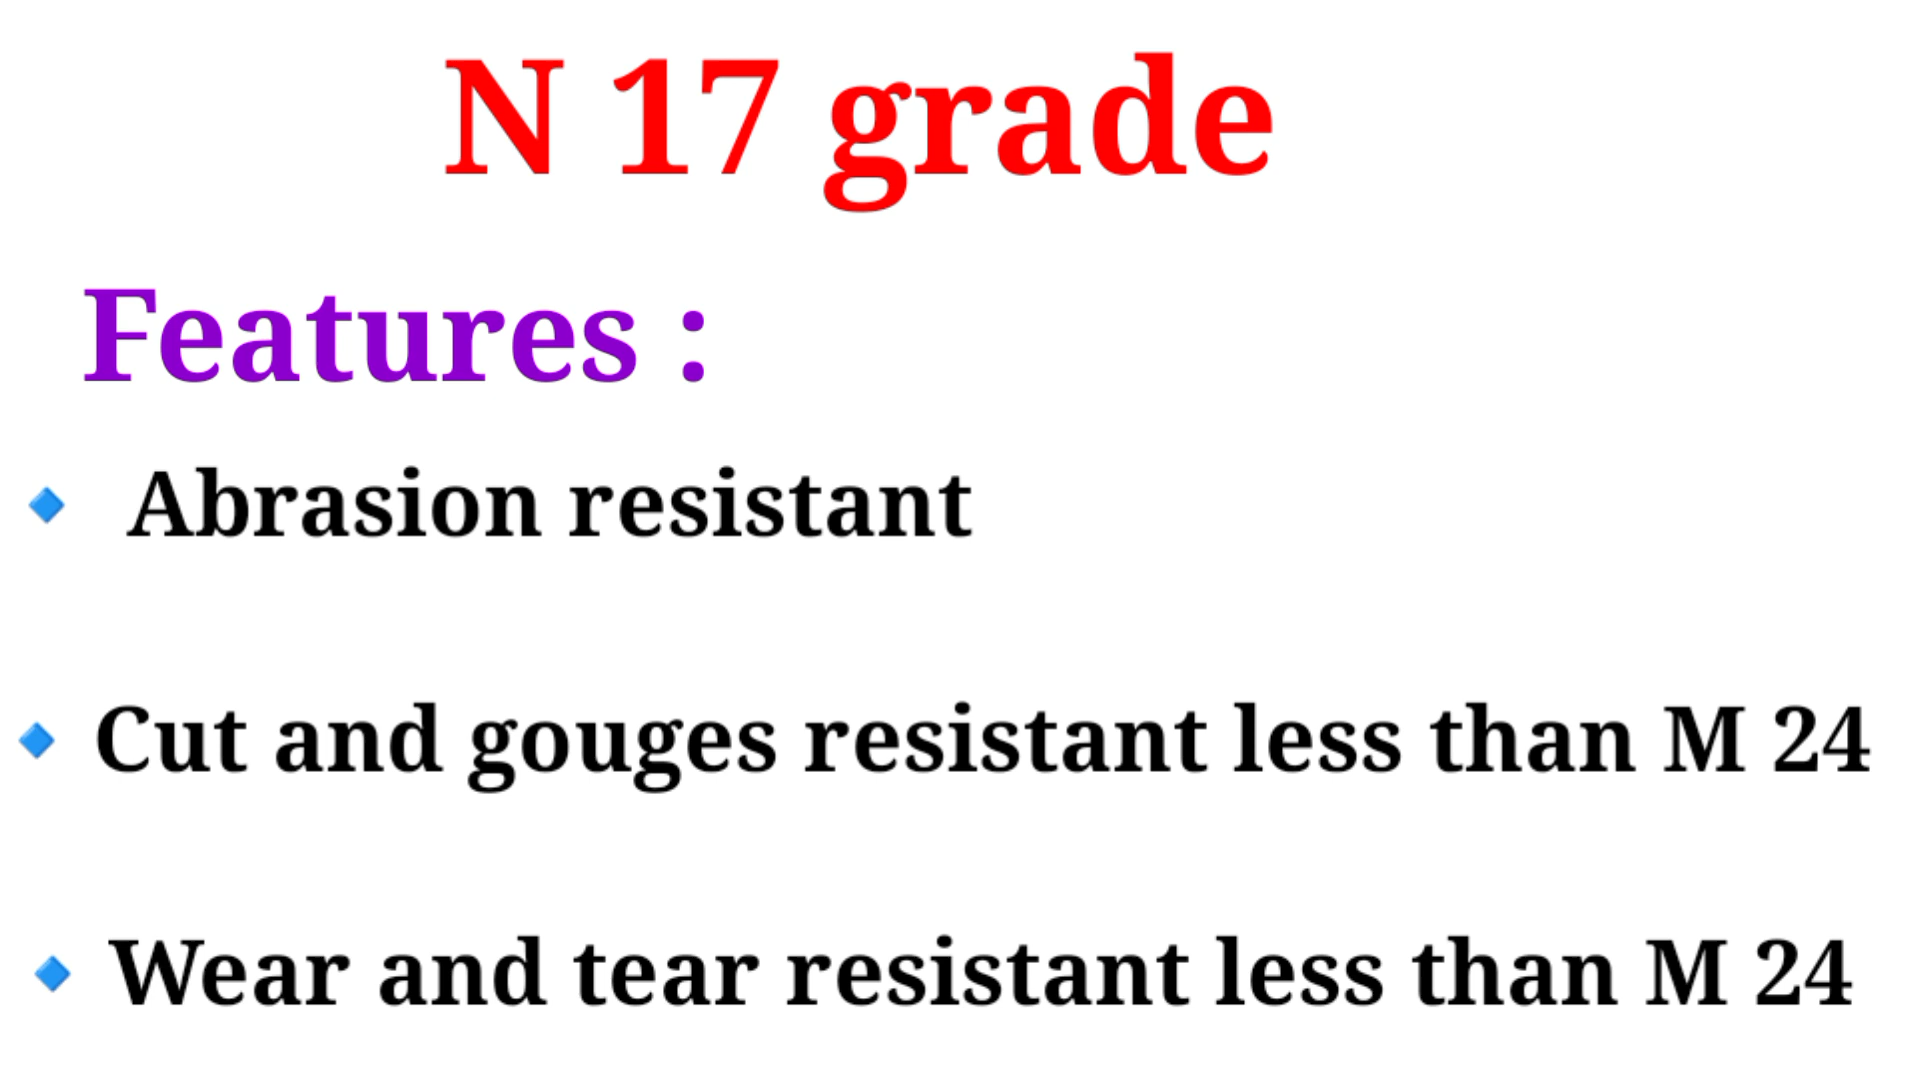 N 17 grade
Features :
🔹 Abrasion resistant
🔹 Cut and gouges resistant less than M 24
🔹 Wear and tear resistant less than M 24